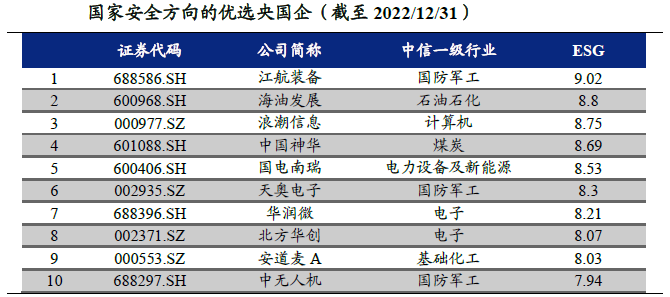 国家安全方向的优选央国企（截至 2022/12/31）
证券代码 公司简称 中信一级行业 ESG
1 688586.SH 江航装备 国防军工 9.02
2 600968.SH 海油发展 石油石化 8.8
3 000977.SZ 浪潮信息 计算机 8.75
4 601088.SH 中国神华 煤炭 8.69
5 600406.SH 国电南瑞 电力设备及新能源 8.53
6 002935.SZ 天奥电子 国防军工 8.3
7 688396.SH 华润微 电子 8.21
8 002371.SZ 北方华创 电子 8.07
9 000553.SZ 安道麦 A 基础化工 8.03
10 688297.SH 中无人机 国防军工 7.94